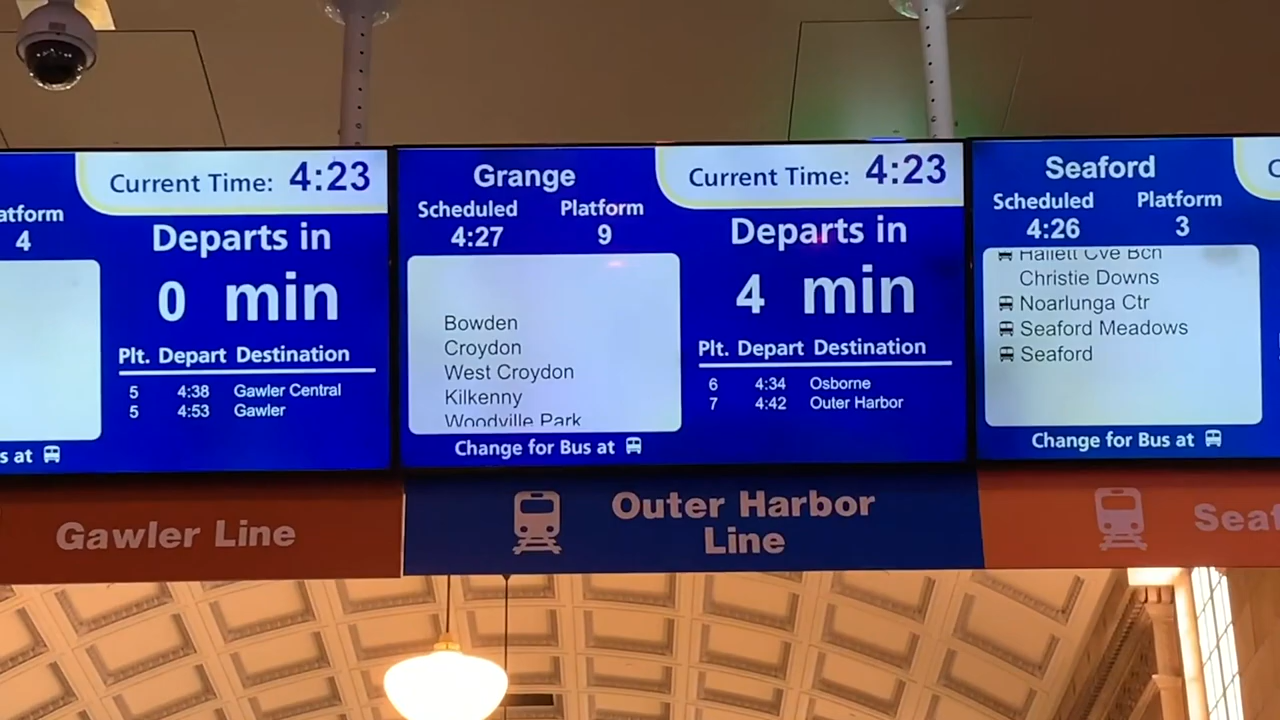 Current Time: 4:23
Platform
4
Departs in
0 min
Plt. Depart Destination
5 4:38 Gawler Central
5 4:53 Gawler
s at
Gawler Line
Grange
Current Time: 4:23
Scheduled Platform
4:27 9
Departs in
4 min
Bowden
Croydon
West Croydon
Kilkenny
Woodville Park
Plt. Depart Destination
6 4:34 Osborne
7 4:42 Outer Harbor
Change for Bus at
Outer Harbor
Line
Seaford
Scheduled Platform
4:26 3
Hallett Cve Bch
Christie Downs
Noarlunga Ctr
Seaford Meadows
Seaford
Change for Bus at